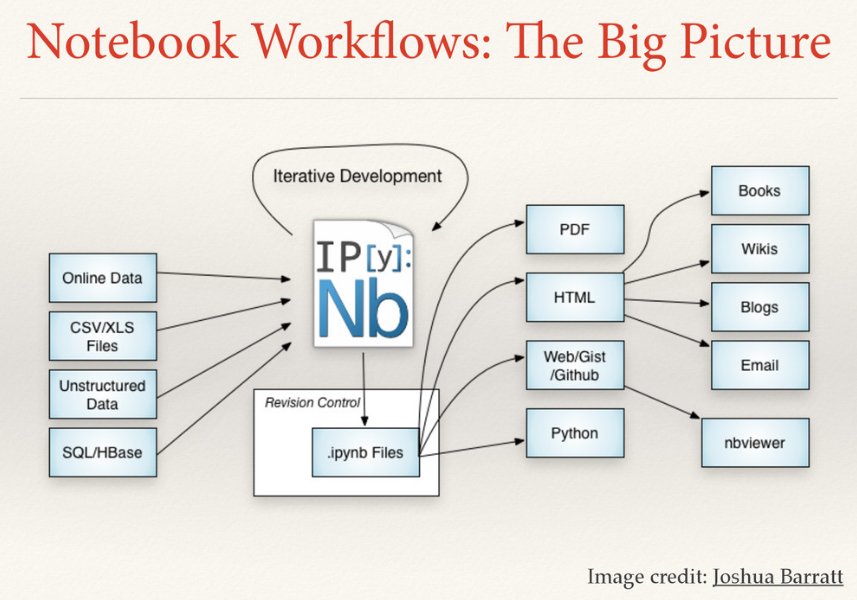 Notebook Workflows: The Big Picture
Iterative Development
IP[y]:
Nb
Online Data
CSV/XLS
Files
Unstructured
Data
SQL/HBase
Revision Control
.ipynb Files
PDF
HTML
Web/Gist
/Github
Python
Books
Wikis
Blogs
Email
nbviewer
Image credit: Joshua Barratt